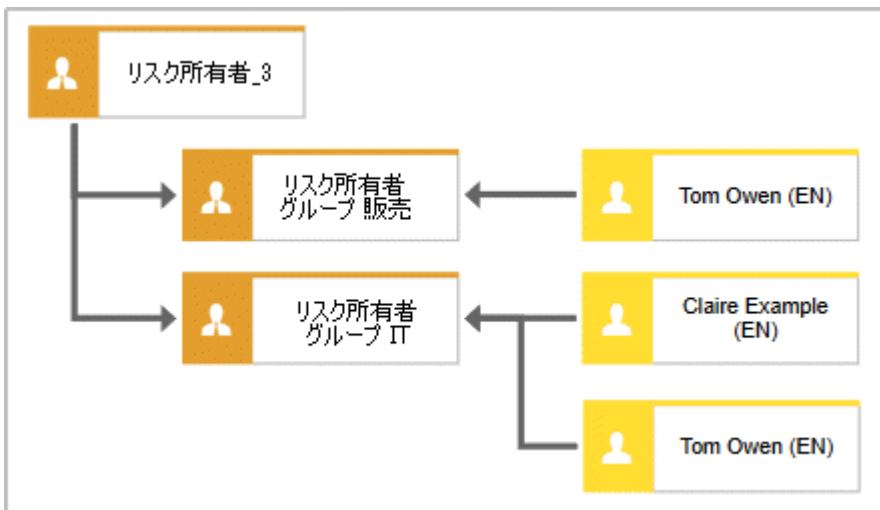 リスク所有者_3
リスク所有者
グループ 販売
Tom Owen (EN)
リスク所有者
グループ IT
Claire Example
(EN)
Tom Owen (EN)